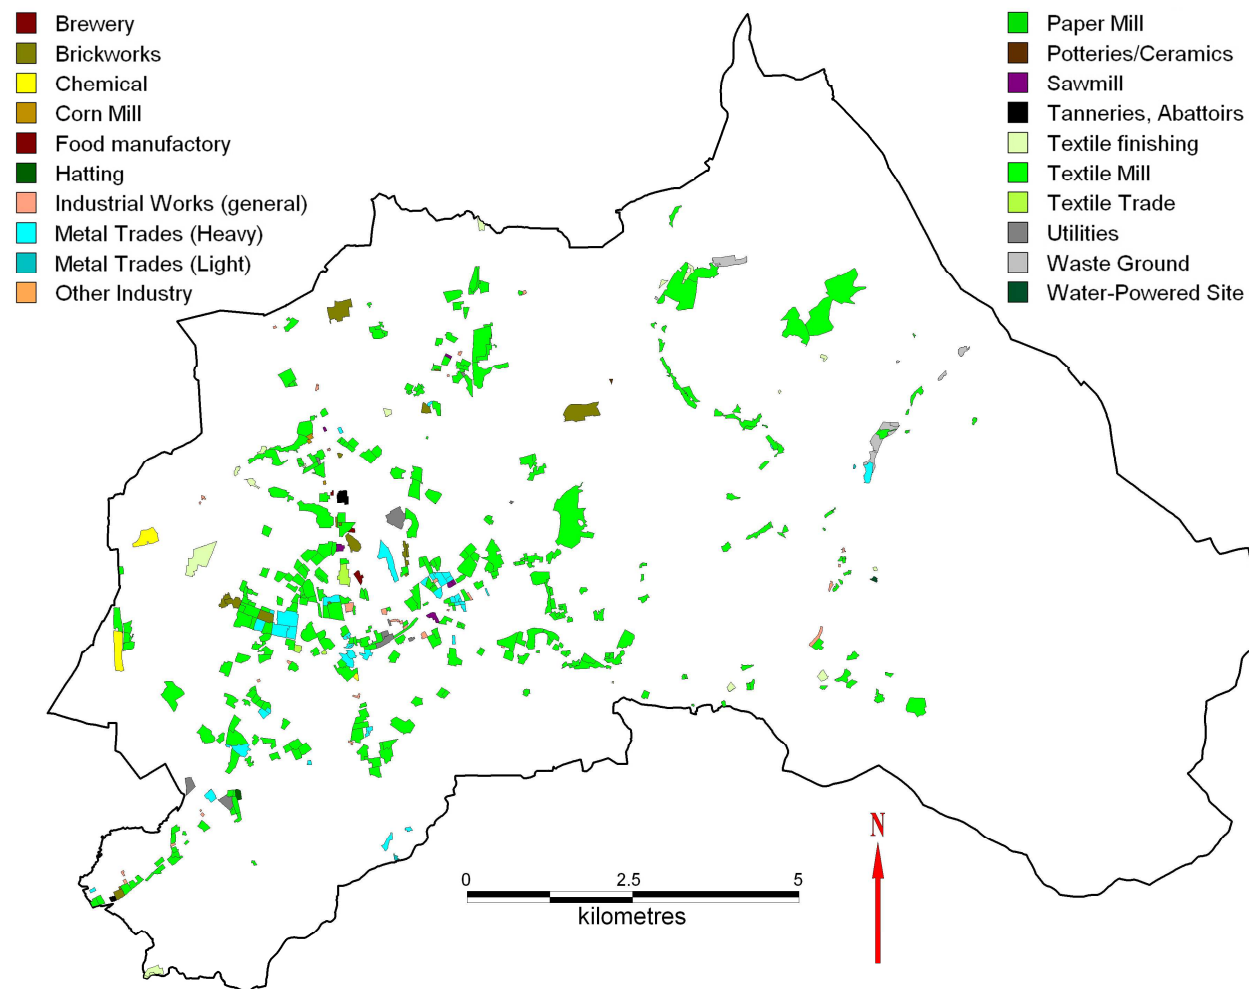 Brewery
Brickworks
Chemical
Corn Mill
Food manufactory
Hatting
Industrial Works (general)
Metal Trades (Heavy)
Metal Trades (Light)
Other Industry
Paper Mill
Potteries/Ceramics
Sawmill
Tanneries, Abattoirs
Textile finishing
Textile Mill
Textile Trade
Utilities
Waste Ground
Water-Powered Site
N
0 2.5 5
kilometres